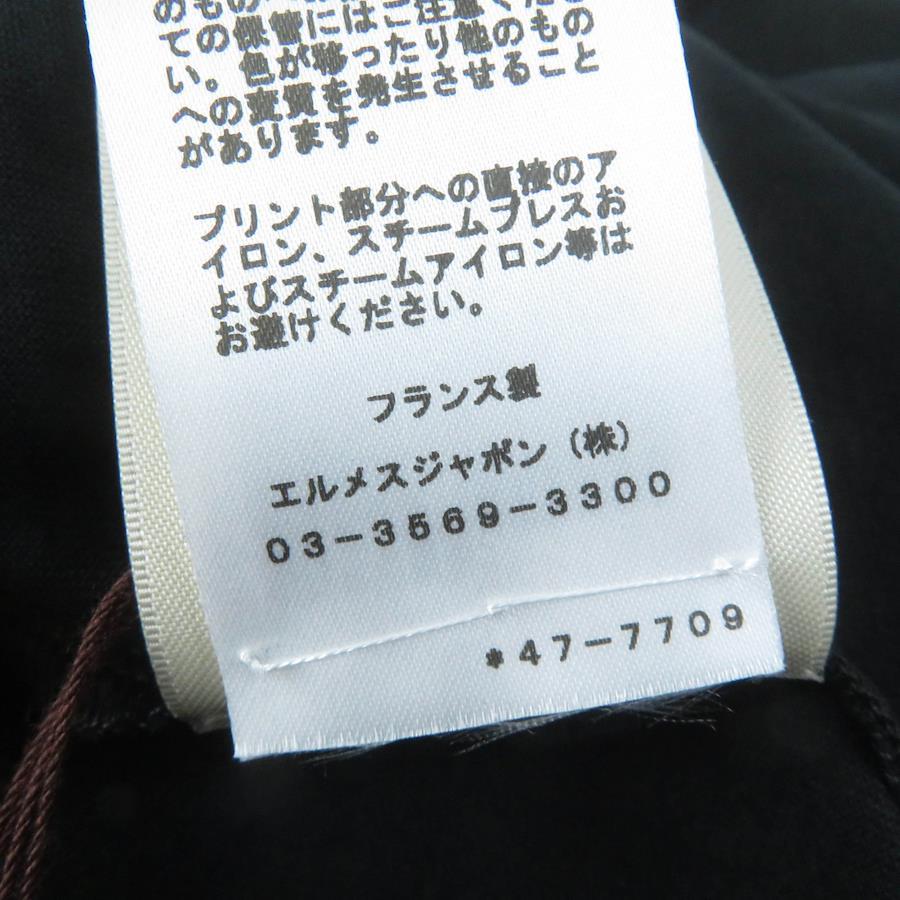 ての保管にはご注意くださ
い。色が移ったり他のもの
への変質を発生させること
があります。
プリント部分への直接のア
イロン、スチームプレスお
よびスチームアイロン等は
お避けください。
フランス製
エルメスジャポン（株）
03-3569-3300
*47-7709